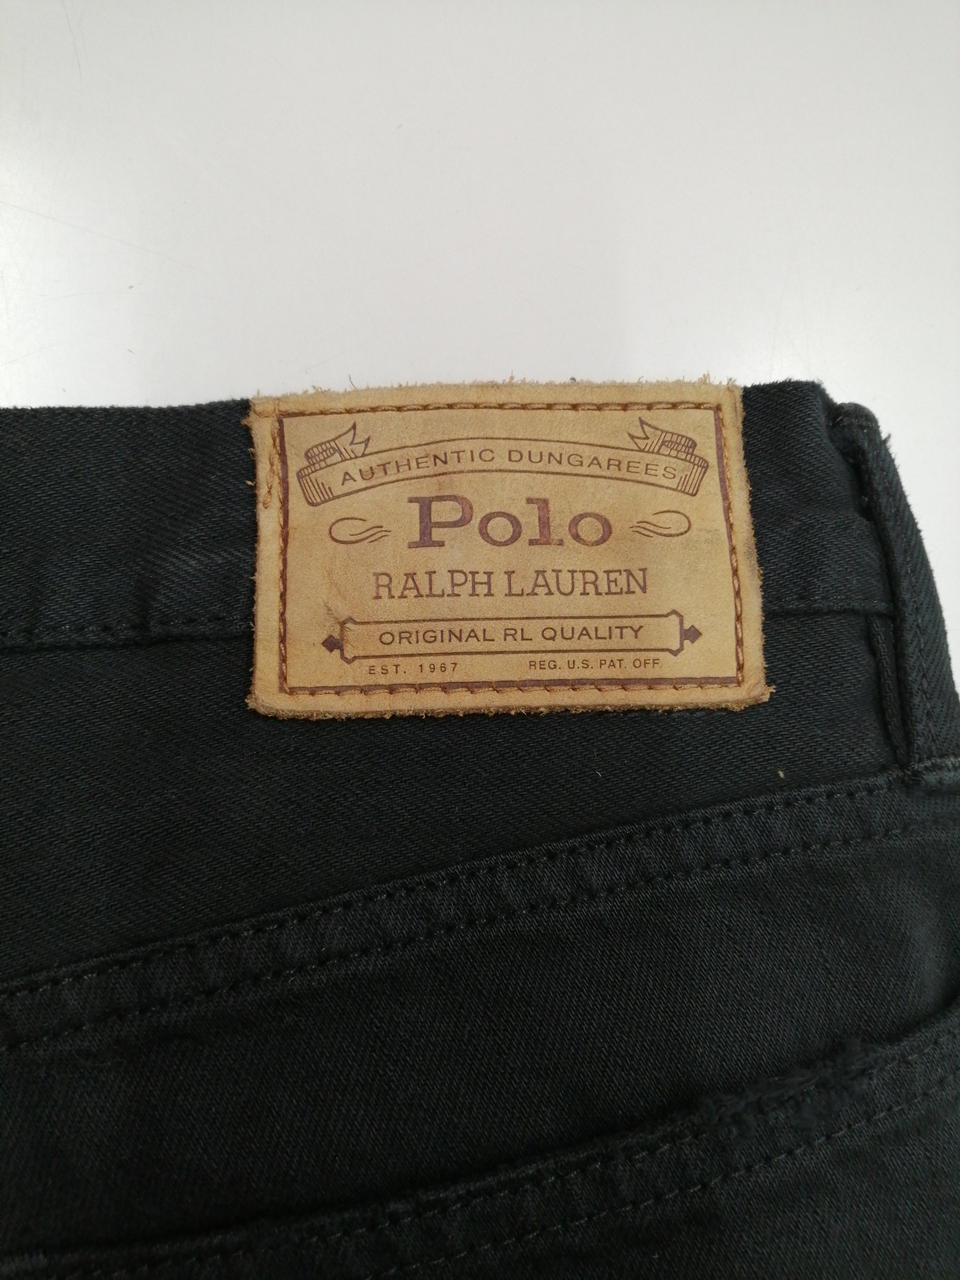 AUTHENTIC DUNGAREES
Polo
RALPH LAUREN
ORIGINAL RL QUALITY
EST. 1967 REG. U.S. PAT. OFF.